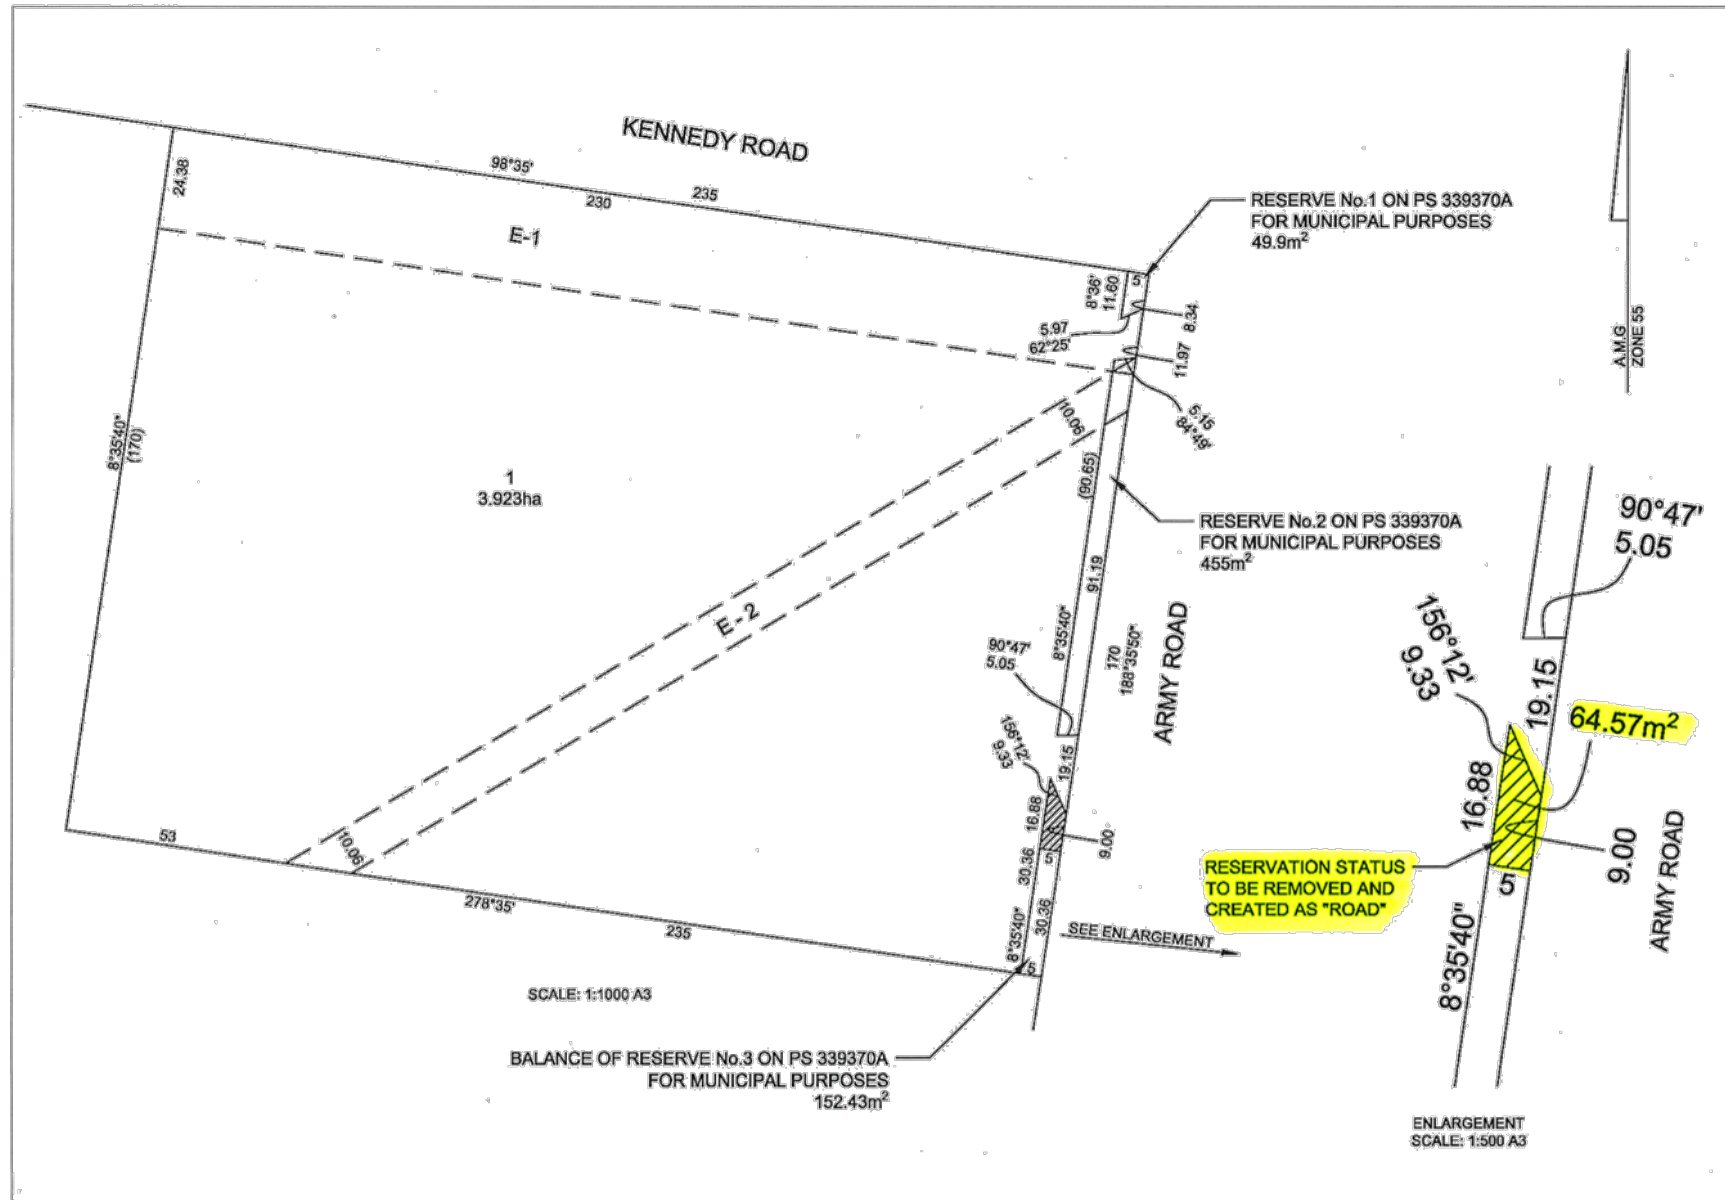 KENNEDY ROAD
98°35'
235
230
24.38
E-1
RESERVE No.1 ON PS 339370A
FOR MUNICIPAL PURPOSES
49.9m²
5
8°36'
11.60
8.34
5.97
62°25'
11.97
5.15
84°49'
A.M.G
ZONE 55
10.06
(90.65)
8°35'40"
(170)
1
3.923ha
RESERVE No.2 ON PS 339370A
FOR MUNICIPAL PURPOSES
455m²
91.19
E-2
8°35'40"
170
188°35'50"
ARMY ROAD
90°47'
5.05
156°12'
9.33
19.15
16.88
9.00
5
30.36
30.36
8°35'40"
5
53
10.06
278°35'
235
SEE ENLARGEMENT
SCALE: 1:1000 A3
BALANCE OF RESERVE No.3 ON PS 339370A
FOR MUNICIPAL PURPOSES
152.43m²
90°47'
5.05
156°12'
9.33
19.15
64.57m²
16.88
9.00
RESERVATION STATUS
TO BE REMOVED AND
CREATED AS "ROAD"
5
ARMY ROAD
8°35'40"
ENLARGEMENT
SCALE: 1:500 A3